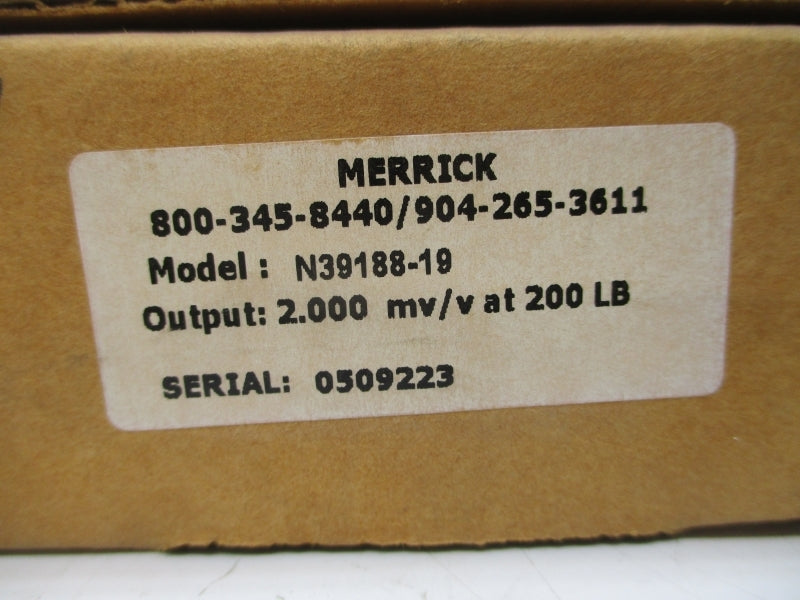 MERRICK
800-345-8440/904-265-3611
Model : N39188-19
Output: 2.000 mv/v at 200 LB
SERIAL: 0509223